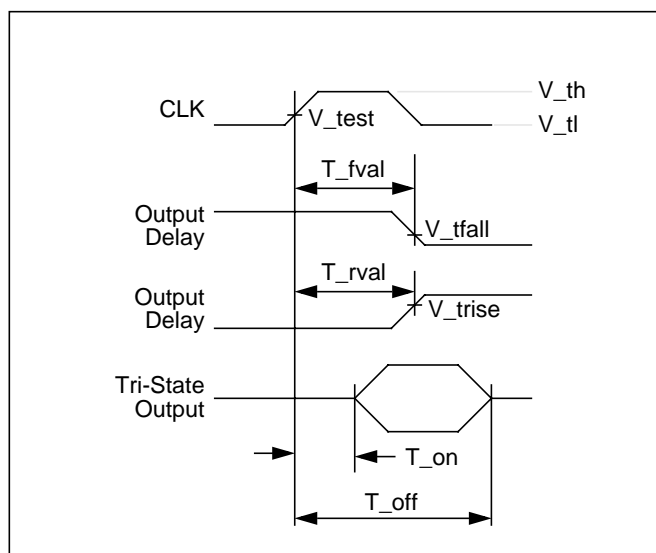 V_th
CLK
V_test
V_tl
T_fval
Output
Delay
V_tfall
T_rval
Output
Delay
V_trise
Tri-State
Output
T_on
T_off